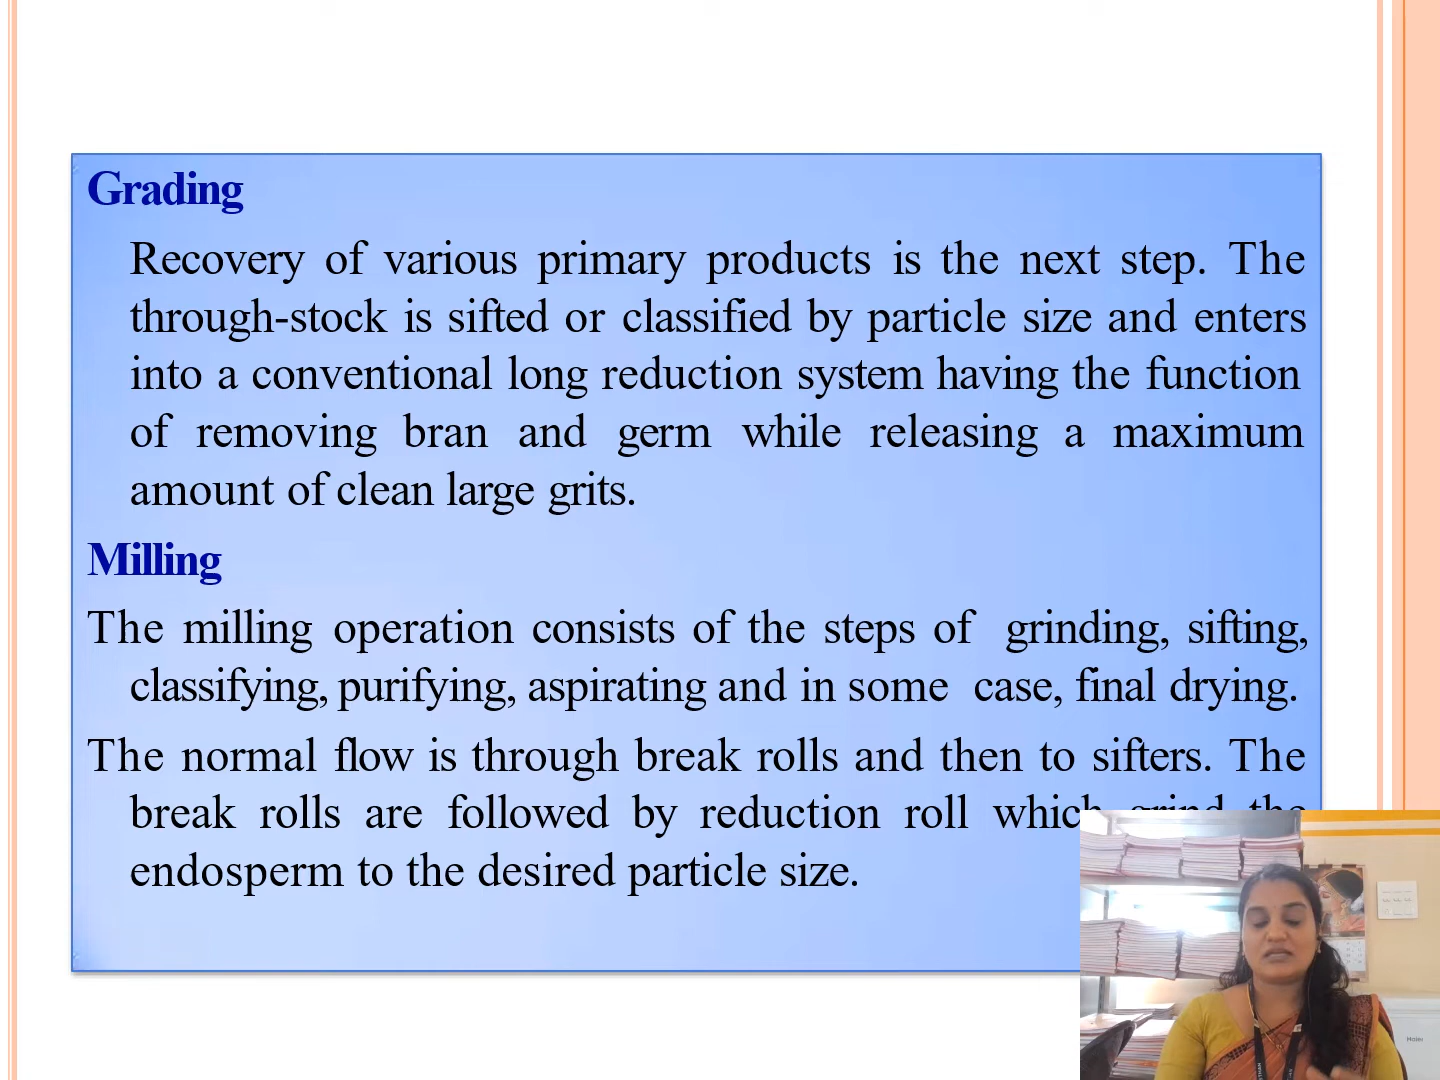 Grading
Recovery of various primary products is the next step. The
through-stock is sifted or classified by particle size and enters
into a conventional long reduction system having the function
of removing bran and germ while releasing a maximum
amount of clean large grits.
Milling
The milling operation consists of the steps of grinding, sifting,
classifying, purifying, aspirating and in some case, final drying.
The normal flow is through break rolls and then to sifters. The
break rolls are followed by reduction roll which grind the
endosperm to the desired particle size.
Haier